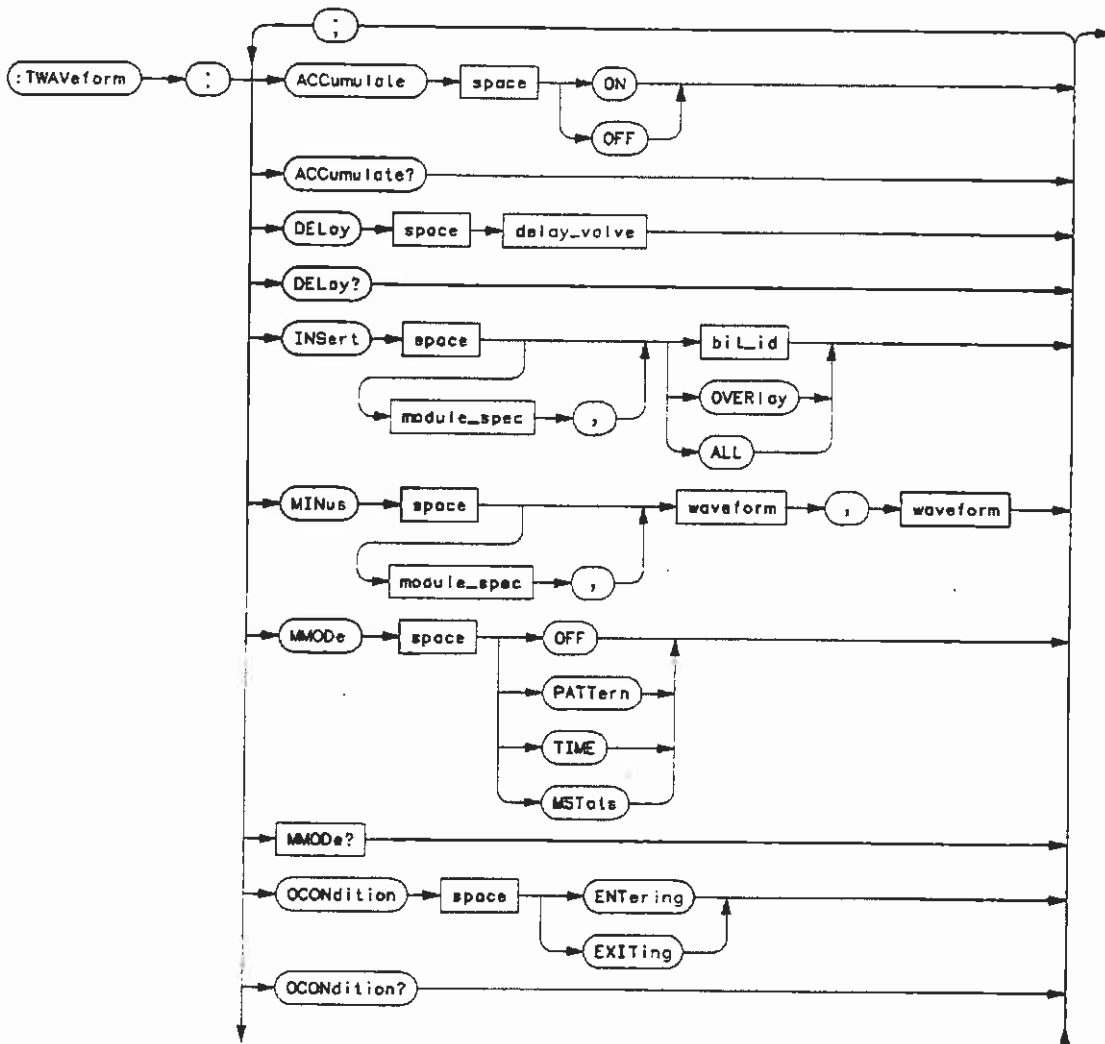 ;
:TWAVeform : ACCumulate space ON
OFF
ACCumulate?
DELay space delay_value
DELay?
INSert space bit_id
module_spec , OVERlay
ALL
MINus space waveform , waveform
module_spec ,
MMODe space OFF
PATTern
TIME
MSTats
MMODe?
OCONdition space ENTering
EXITing
OCONdition?